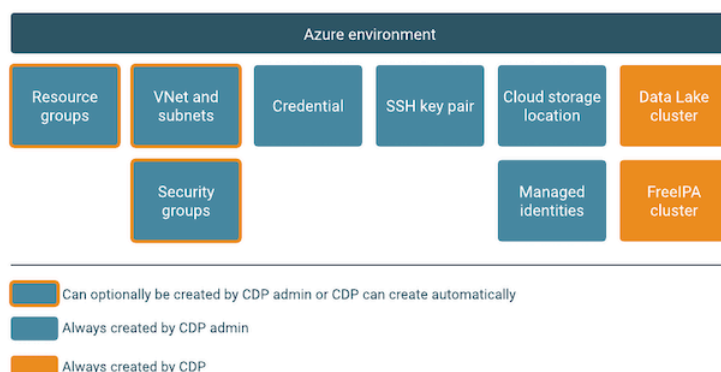 Azure environment
Resource
groups
VNet and
subnets
Credential
SSH key pair
Cloud storage
location
Data Lake
cluster
Security
groups
Managed
identities
FreeIPA
cluster
Can optionally be created by CDP admin or CDP can create automatically
Always created by CDP admin
Always created by CDP